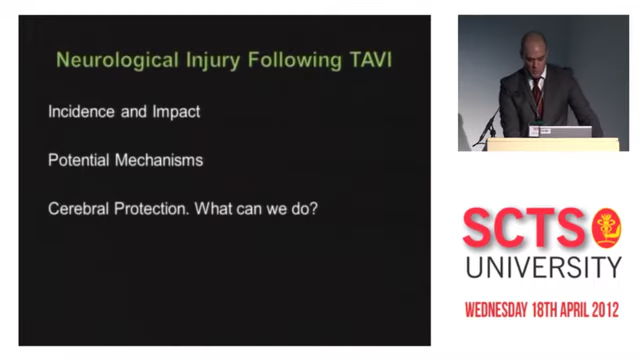 Neurological Injury Following TAVI
Incidence and Impact
Potential Mechanisms
Cerebral Protection. What can we do?
SCTS
UNIVERSITY
WEDNESDAY 18TH APRIL 2012